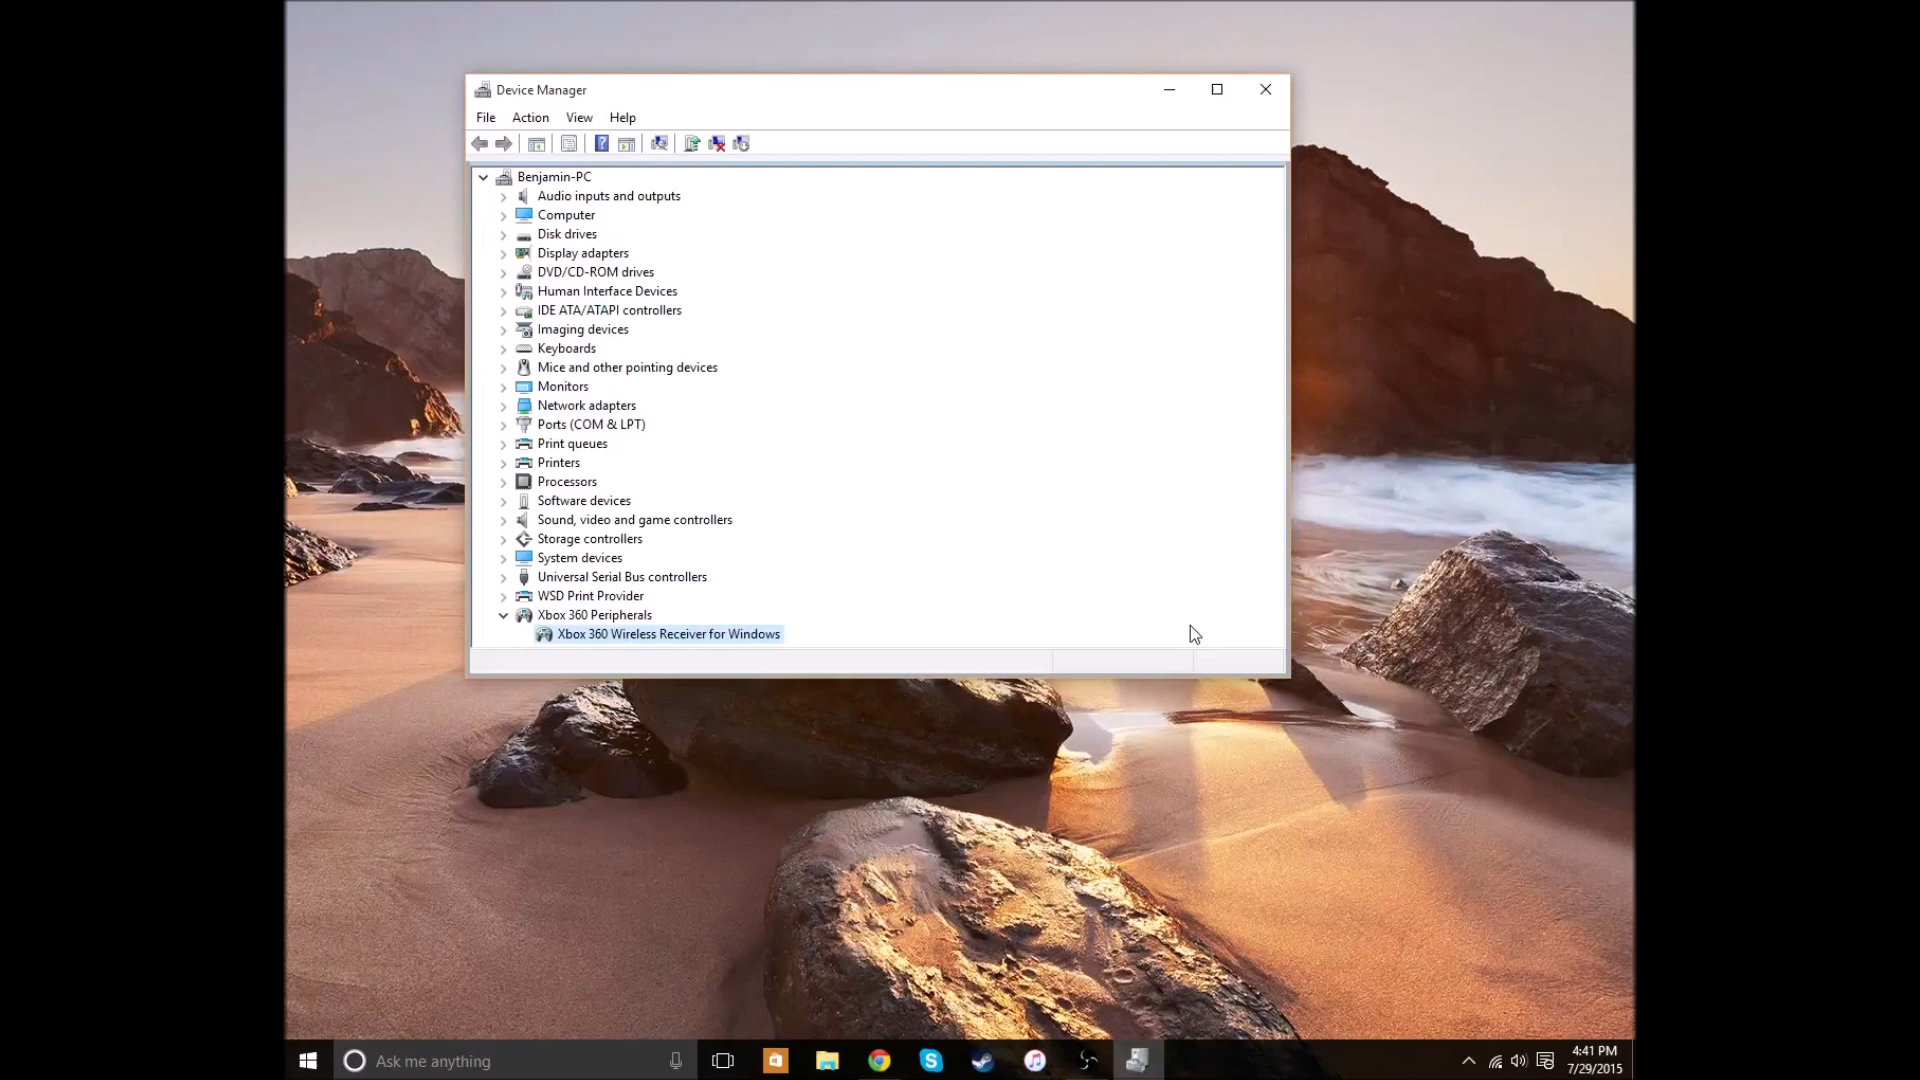 Device Manager
File Action View Help
Benjamin-PC
Audio inputs and outputs
Computer
Disk drives
Display adapters
DVD/CD-ROM drives
Human Interface Devices
IDE ATA/ATAPI controllers
Imaging devices
Keyboards
Mice and other pointing devices
Monitors
Network adapters
Ports (COM & LPT)
Print queues
Printers
Processors
Software devices
Sound, video and game controllers
Storage controllers
System devices
Universal Serial Bus controllers
WSD Print Provider
Xbox 360 Peripherals
Xbox 360 Wireless Receiver for Windows
Ask me anything
4:41 PM
7/29/2015